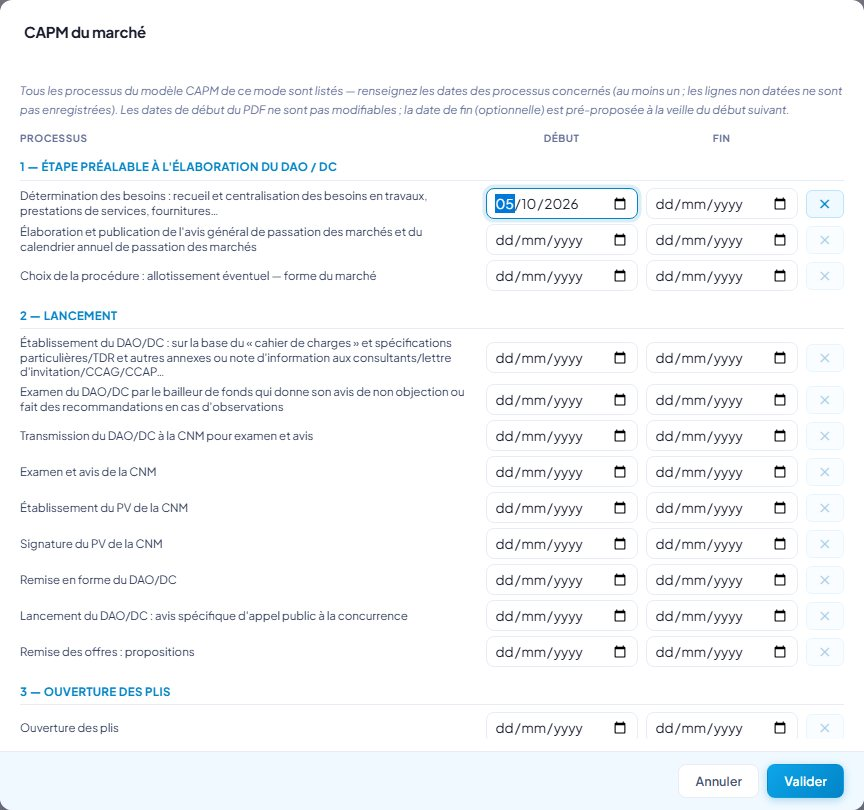 CAPM du marché
Tous les processus du modèle CAPM de ce mode sont listés — renseignez les dates des processus concernés (au moins un ; les lignes non datées ne sont
pas enregistrées). Les dates de début du PDF ne sont pas modifiables ; la date de fin (optionnelle) est pré-proposée à la veille du début suivant.
PROCESSUS DÉBUT FIN
1 — ÉTAPE PRÉALABLE À L'ÉLABORATION DU DAO / DC
Détermination des besoins : recueil et centralisation des besoins en travaux,
prestations de services, fournitures...
05/10/2026 dd/mm/yyyy
Élaboration et publication de l'avis général de passation des marchés et du
calendrier annuel de passation des marchés
dd/mm/yyyy dd/mm/yyyy
Choix de la procédure : allotissement éventuel — forme du marché dd/mm/yyyy dd/mm/yyyy
2 — LANCEMENT
Établissement du DAO/DC : sur la base du « cahier de charges » et spécifications
particulières/TDR et autres annexes ou note d'information aux consultants/lettre
d'invitation/CCAG/CCAP...
dd/mm/yyyy dd/mm/yyyy
Examen du DAO/DC par le bailleur de fonds qui donne son avis de non objection ou
fait des recommandations en cas d'observations
dd/mm/yyyy dd/mm/yyyy
Transmission du DAO/DC à la CNM pour examen et avis dd/mm/yyyy dd/mm/yyyy
Examen et avis de la CNM dd/mm/yyyy dd/mm/yyyy
Établissement du PV de la CNM dd/mm/yyyy dd/mm/yyyy
Signature du PV de la CNM dd/mm/yyyy dd/mm/yyyy
Remise en forme du DAO/DC dd/mm/yyyy dd/mm/yyyy
Lancement du DAO/DC : avis spécifique d'appel public à la concurrence dd/mm/yyyy dd/mm/yyyy
Remise des offres : propositions dd/mm/yyyy dd/mm/yyyy
3 — OUVERTURE DES PLIS
Ouverture des plis dd/mm/yyyy dd/mm/yyyy
Annuler Valider